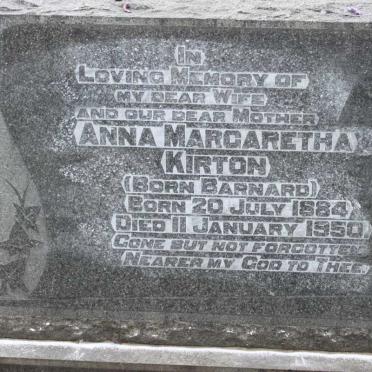 IN
LOVING MEMORY OF
MY DEAR WIFE
AND OUR DEAR MOTHER
ANNA MARGARETHA
KIRTON
(BORN BARNARD)
BORN 20 JULY 1884
DIED 11 JANUARY 1950
GONE BUT NOT FORGOTTEN
NEARER MY GOD TO THEE